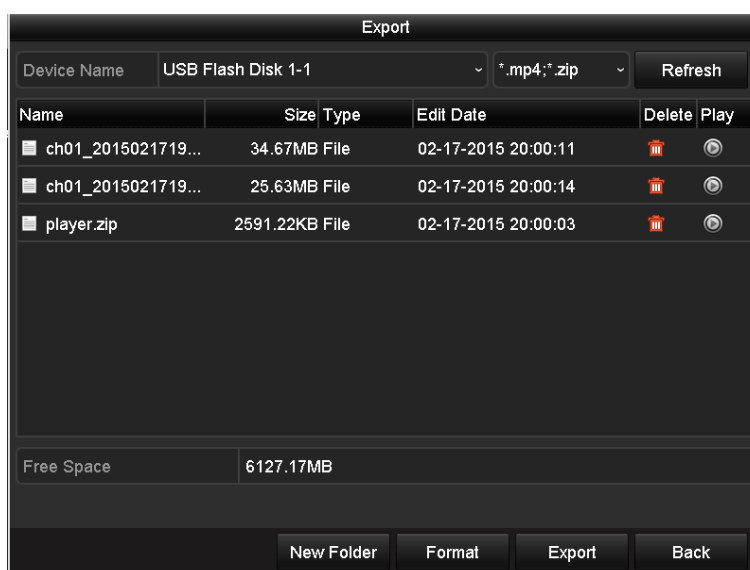 Export
Device Name USB Flash Disk 1-1 *.mp4;*.zip Refresh
Name Size Type Edit Date Delete Play
ch01_2015021719... 34.67MB File 02-17-2015 20:00:11
ch01_2015021719... 25.63MB File 02-17-2015 20:00:14
player.zip 2591.22KB File 02-17-2015 20:00:03
Free Space 6127.17MB
New Folder Format Export Back